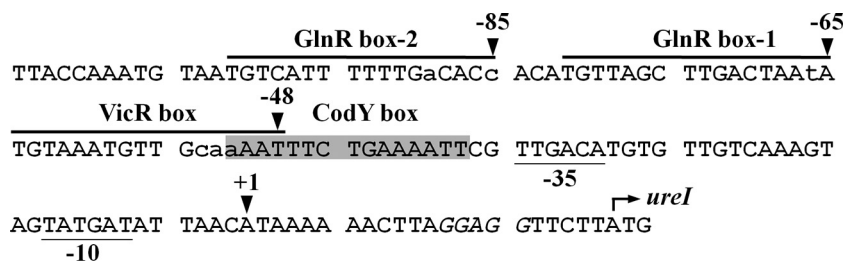 -85 -65
GlnR box-2 GlnR box-1
TTACCAAATG TAATGTCATT TTTTGaCACc ACATGTTAGC TTGACTAAtA
VicR box -48 CodY box
TGTAAATGTT GcaaAATTTC TGAAAATTCG TTGACATGTG TTGTCAAAGT
-35
+1 ureI
AGTATGATAT TAACATAAAA AACTTAGGAG GTTCTTATG
-10